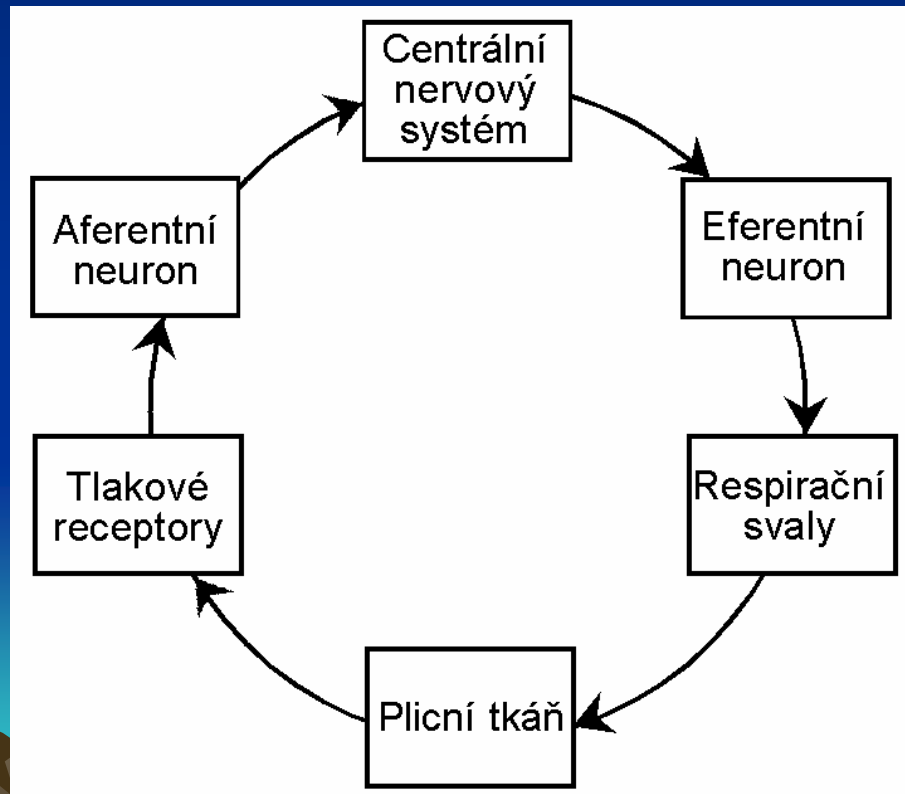 Centrální
nervový
systém
Eferentní
neuron
Respirační
svaly
Plicní tkáň
Tlakové
receptory
Aferentní
neuron